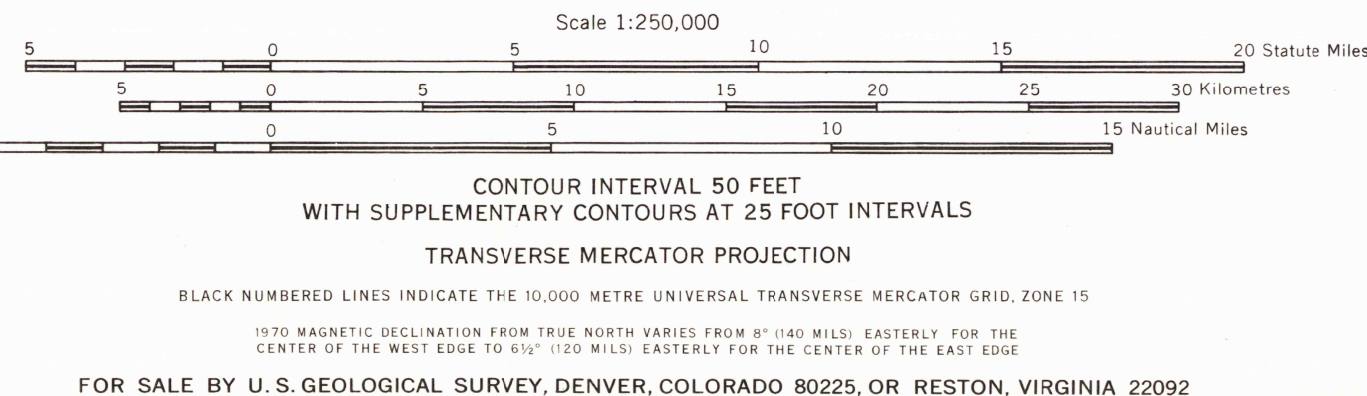 Scale 1:250,000
5 0 5 10 15 20 Statute Miles
5 0 5 10 15 20 25 30 Kilometres
0 5 10 15 Nautical Miles
CONTOUR INTERVAL 50 FEET
WITH SUPPLEMENTARY CONTOURS AT 25 FOOT INTERVALS
TRANSVERSE MERCATOR PROJECTION
BLACK NUMBERED LINES INDICATE THE 10,000 METRE UNIVERSAL TRANSVERSE MERCATOR GRID, ZONE 15
1970 MAGNETIC DECLINATION FROM TRUE NORTH VARIES FROM 8° (140 MILS) EASTERLY FOR THE
CENTER OF THE WEST EDGE TO 6½° (120 MILS) EASTERLY FOR THE CENTER OF THE EAST EDGE
FOR SALE BY U. S. GEOLOGICAL SURVEY, DENVER, COLORADO 80225, OR RESTON, VIRGINIA 22092